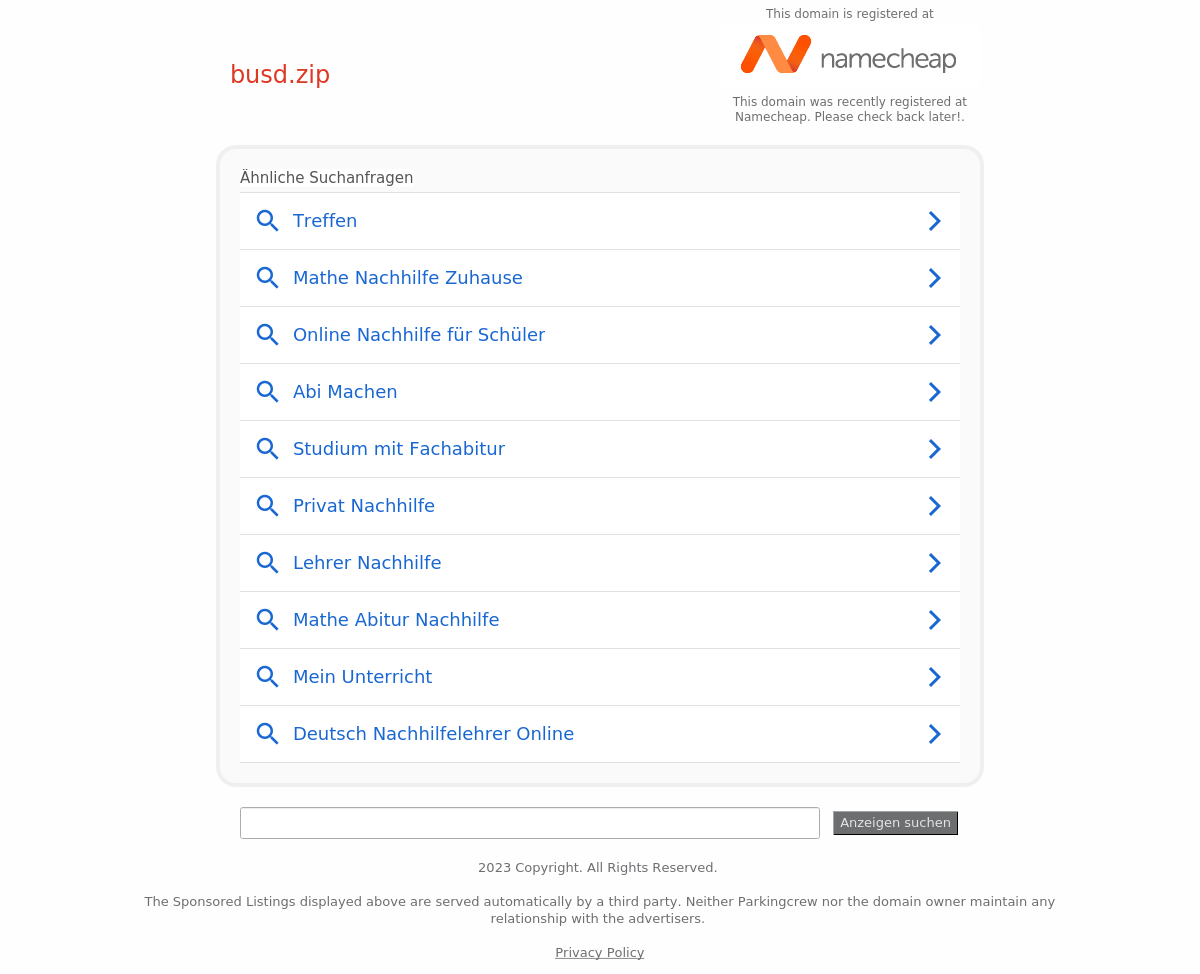 This domain is registered at
namecheap
busd.zip
This domain was recently registered at
Namecheap. Please check back later!.
Ähnliche Suchanfragen
Treffen
Mathe Nachhilfe Zuhause
Online Nachhilfe für Schüler
Abi Machen
Studium mit Fachabitur
Privat Nachhilfe
Lehrer Nachhilfe
Mathe Abitur Nachhilfe
Mein Unterricht
Deutsch Nachhilfelehrer Online
Anzeigen suchen
2023 Copyright. All Rights Reserved.
The Sponsored Listings displayed above are served automatically by a third party. Neither Parkingcrew nor the domain owner maintain any
relationship with the advertisers.
Privacy Policy